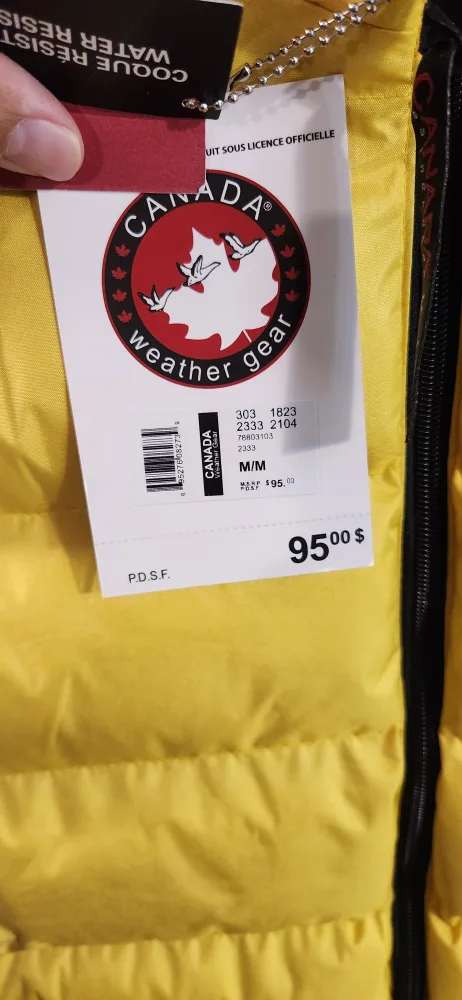 COQUE RÉSIST
WATER RESIS
UIT SOUS LICENCE OFFICIELLE
CANADA®
weather gear
303 1823
2333 2104
78803103
2333
CANADA
Weather Gear
M/M
M.S.R.P.
P.D.S.F. $95.00
95 00 $
P.D.S.F.